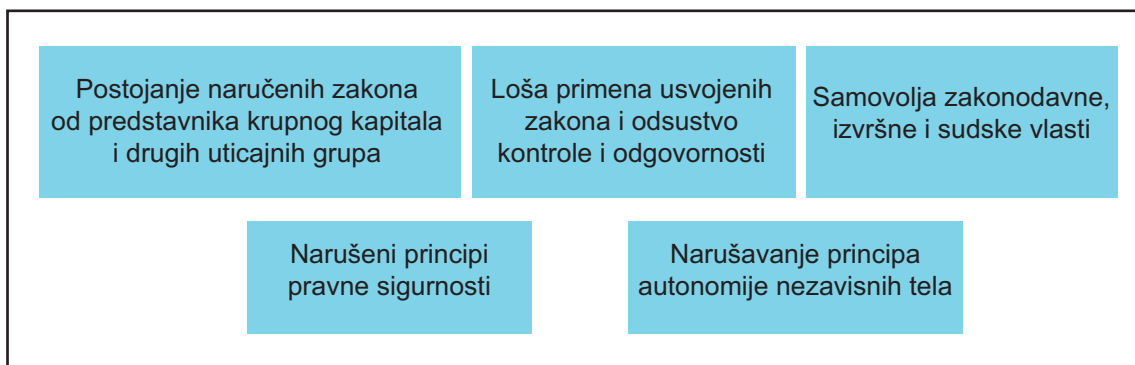 Postojanje naručenih zakona
od predstavnika krupnog kapitala
i drugih uticajnih grupa
Loša primena usvojenih
zakona i odsustvo
kontrole i odgovornosti
Samovolja zakonodavne,
izvršne i sudske vlasti
Narušeni principi
pravne sigurnosti
Narušavanje principa
autonomije nezavisnih tela